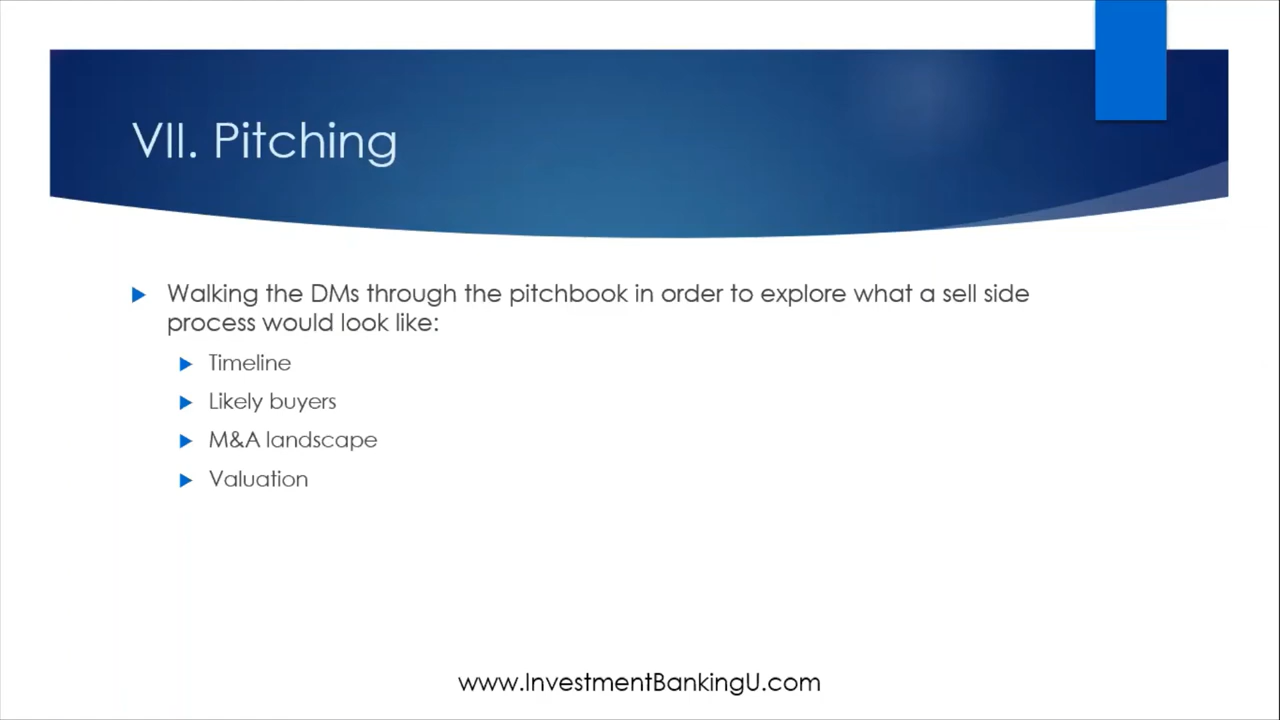 VII. Pitching
Walking the DMs through the pitchbook in order to explore what a sell side
process would look like:
Timeline
Likely buyers
M&A landscape
Valuation
www.InvestmentBankingU.com